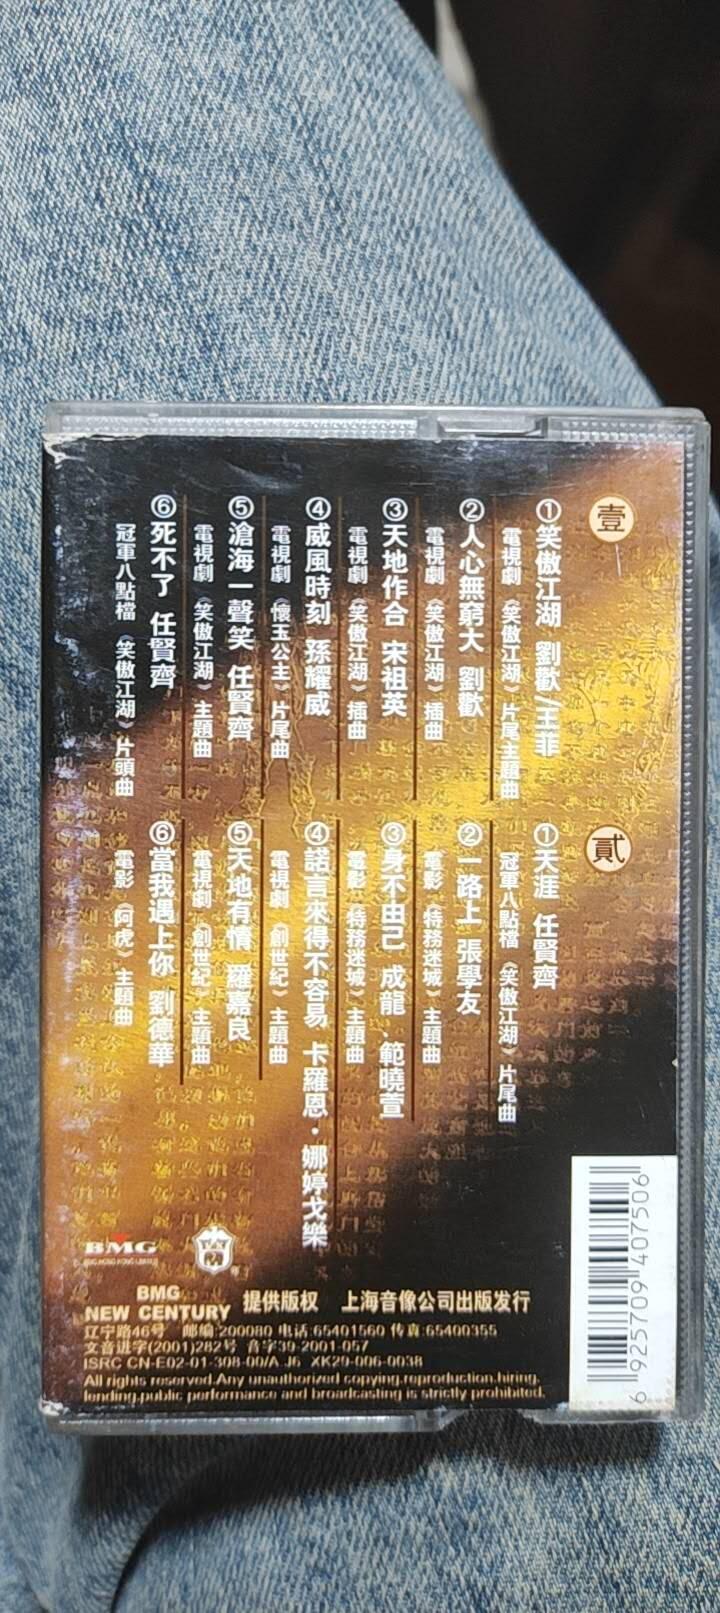 壹
①笑傲江湖 劉歡/王菲
電視劇《笑傲江湖》片尾主題曲
②人心無窮大 劉歡
電視劇《笑傲江湖》插曲
③天地作合 宋祖英
電視劇《笑傲江湖》插曲
④威風時刻 孫耀威
電視劇《懷玉公主》片尾曲
⑤滄海一聲笑 任賢齊
電視劇《笑傲江湖》主題曲
⑥死不了 任賢齊
冠軍八點檔《笑傲江湖》片頭曲
貳
①天涯 任賢齊
冠軍八點檔《笑傲江湖》片尾曲
②一路上 張學友
電影《特務迷城》主題曲
③身不由己 成龍.範曉萱
電影《特務迷城》主題曲
④諾言來得不容易 卡羅恩·娜婷戈樂
電視劇《創世紀》主題曲
⑤天地有情 羅嘉良
電視劇《創世紀》主題曲
⑥當我遇上你 劉德華
電影《阿虎》主題曲
BMG
BMG
NEW CENTURY 提供版权 上海音像公司出版发行
辽宁路46号 邮编:200080 电话:65401560 传真:65400355
文音进字(2001)282号 音字39-2001-057
ISRC CN-E02-01-308-00/A.J6 XK29-006-0038
All rights reserved.Any unauthorized copying.reproduction.hiring,
lending.public performance and broadcasting is strictly prohibited.
6 925709 407506